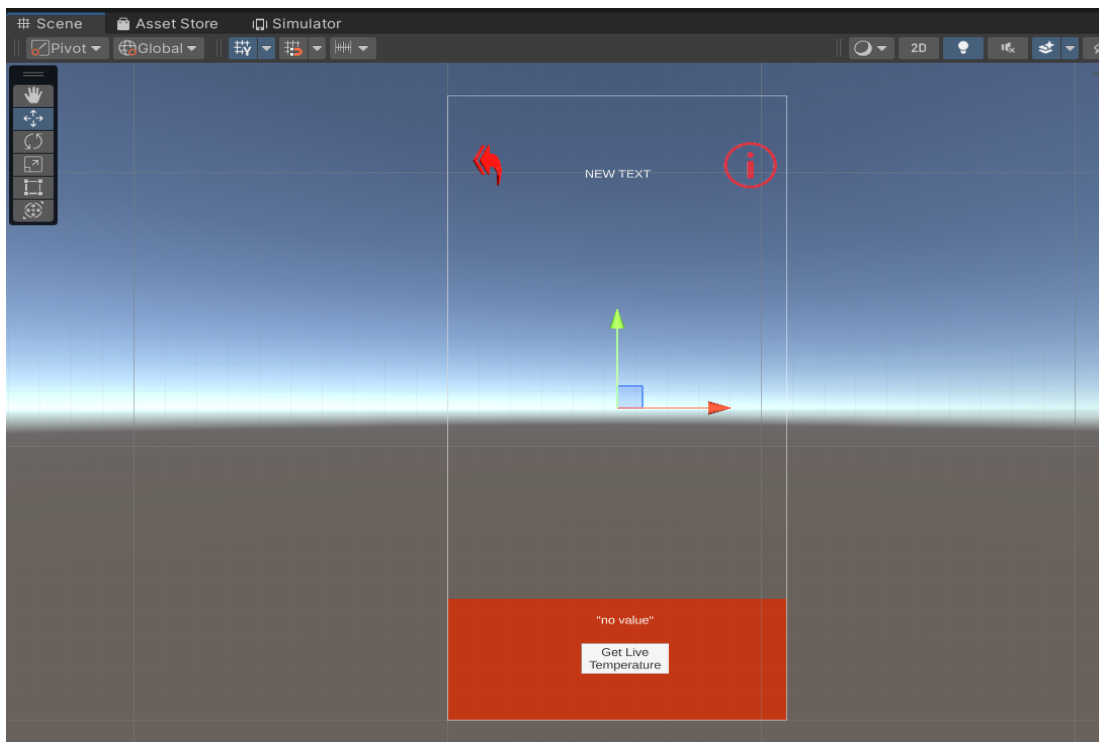 Scene
Asset Store
Simulator
Pivot
Global
2D
NEW TEXT
i
"no value"
Get Live
Temperature